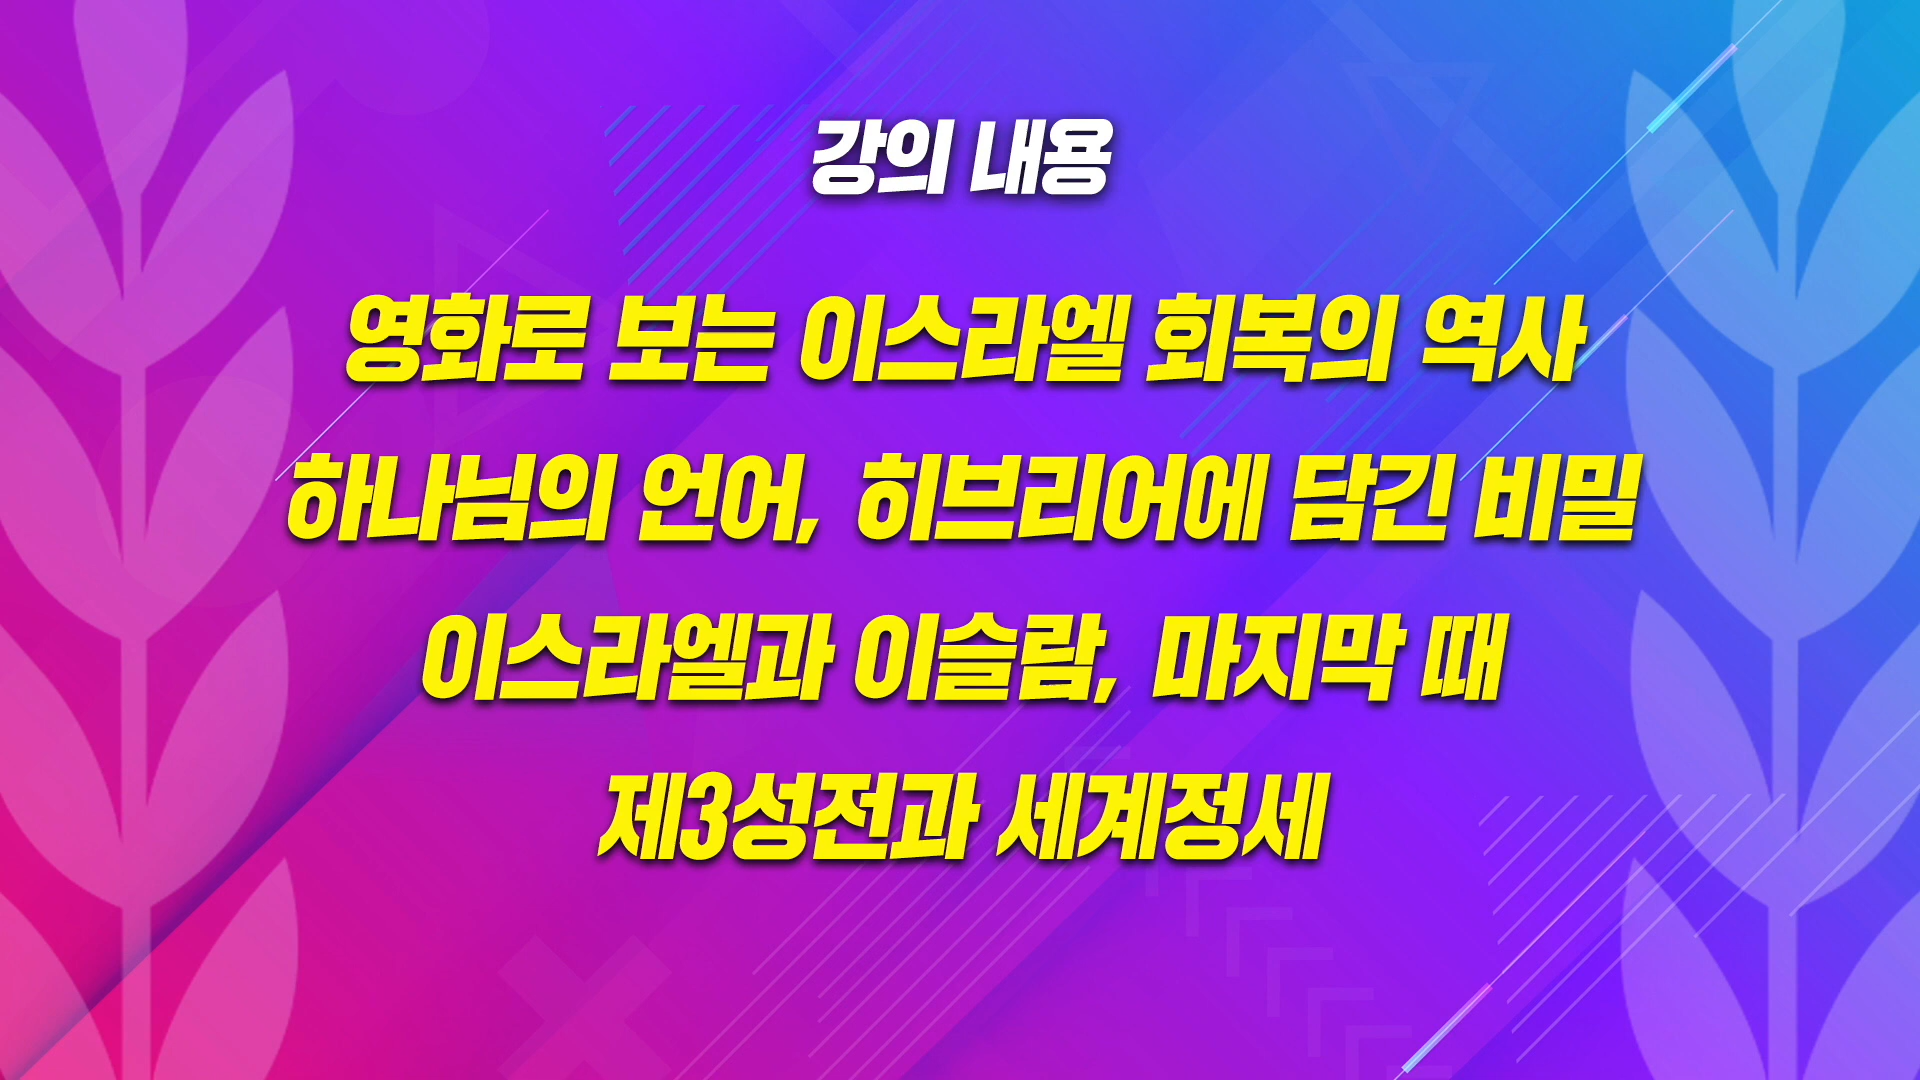 강의 내용
영화로 보는 이스라엘 회복의 역사
하나님의 언어, 히브리어에 담긴 비밀
이스라엘과 이슬람, 마지막 때
제3성전과 세계정세